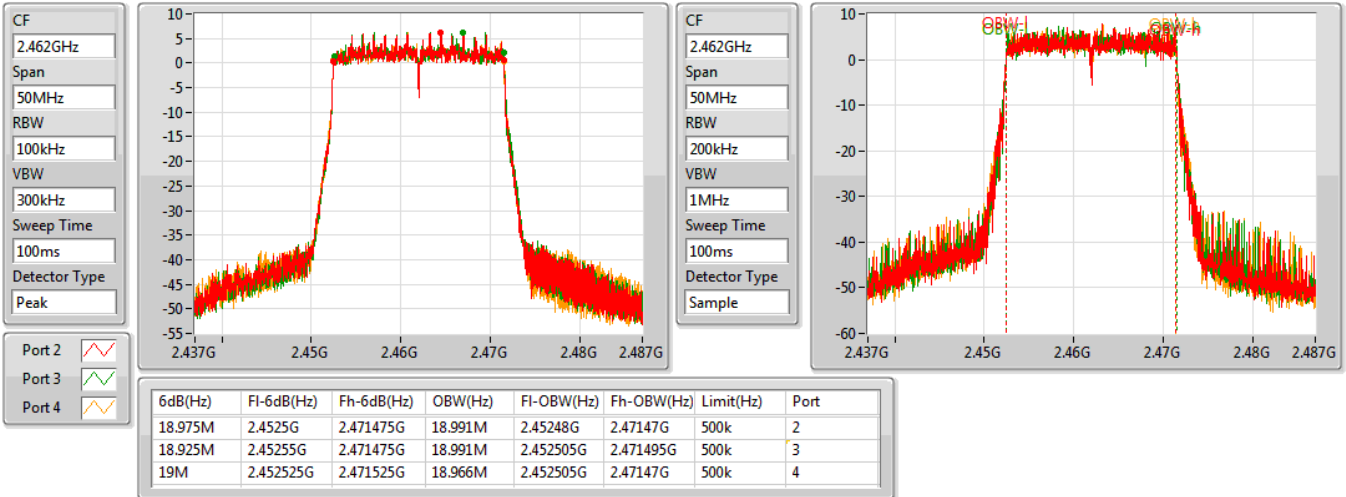 CF
2.462GHz
Span
50MHz
RBW
100kHz
VBW
300kHz
Sweep Time
100ms
Detector Type
Peak
10
5
0
-5
-10
-15
-20
-25
-30
-35
-40
-45
-50
-55
2.437G 2.45G 2.46G 2.47G 2.48G 2.487G
CF
2.462GHz
Span
50MHz
RBW
200kHz
VBW
1MHz
Sweep Time
100ms
Detector Type
Sample
OBW-l OBW-h
10
0
-10
-20
-30
-40
-50
-60
2.437G 2.45G 2.46G 2.47G 2.48G 2.487G
Port 2
Port 3
Port 4
6dB(Hz) Fl-6dB(Hz) Fh-6dB(Hz) OBW(Hz) Fl-OBW(Hz) Fh-OBW(Hz) Limit(Hz) Port
18.975M 2.4525G 2.471475G 18.991M 2.45248G 2.47147G 500k 2
18.925M 2.45255G 2.471475G 18.991M 2.452505G 2.471495G 500k 3
19M 2.452525G 2.471525G 18.966M 2.452505G 2.47147G 500k 4